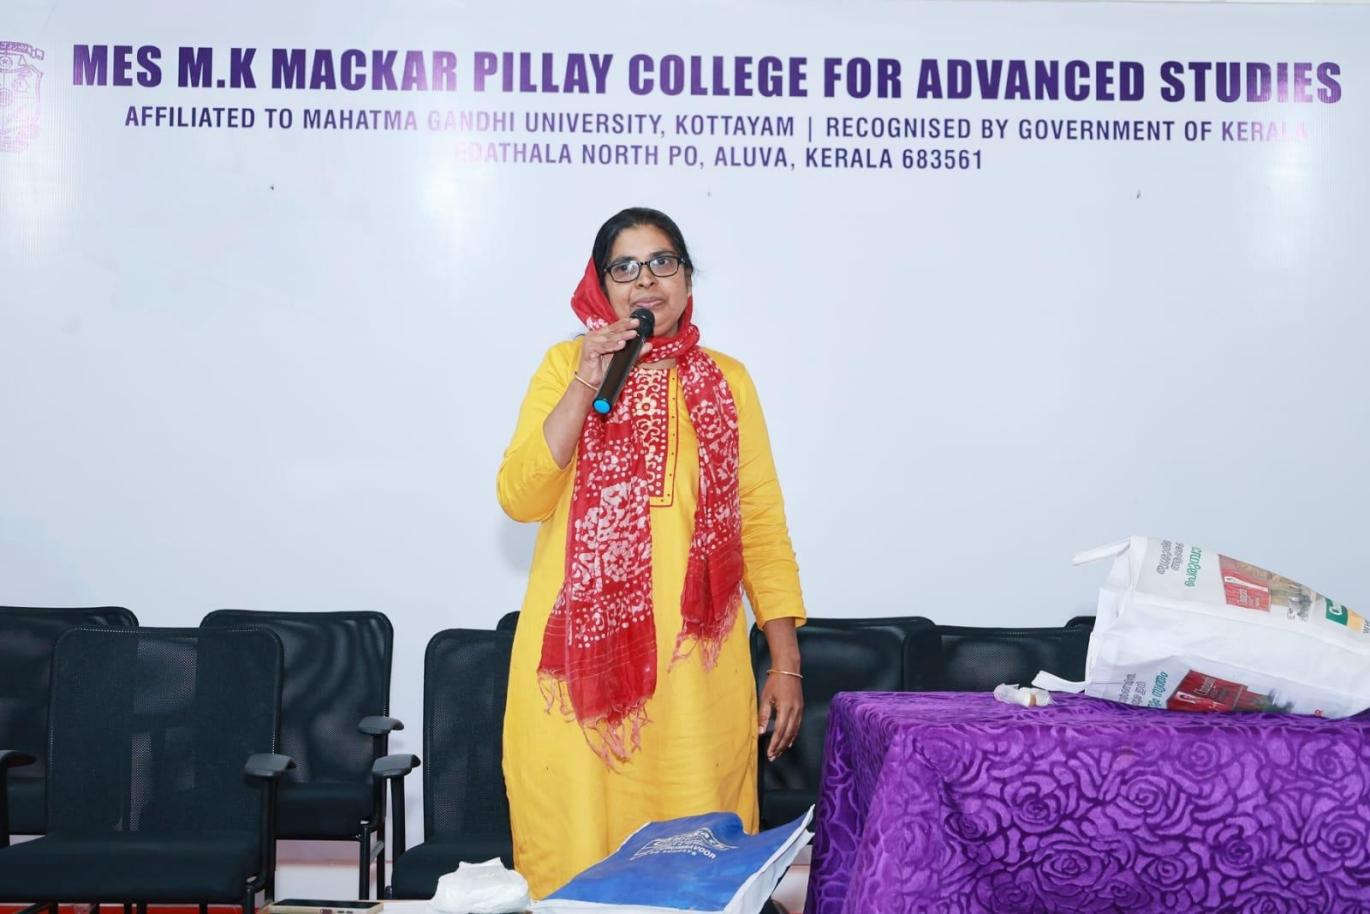 MES M.K MACKAR PILLAY COLLEGE FOR ADVANCED STUDIES
AFFILIATED TO MAHATMA GANDHI UNIVERSITY, KOTTAYAM | RECOGNISED BY GOVERNMENT OF KERALA
EDATHALA NORTH PO, ALUVA, KERALA 683561